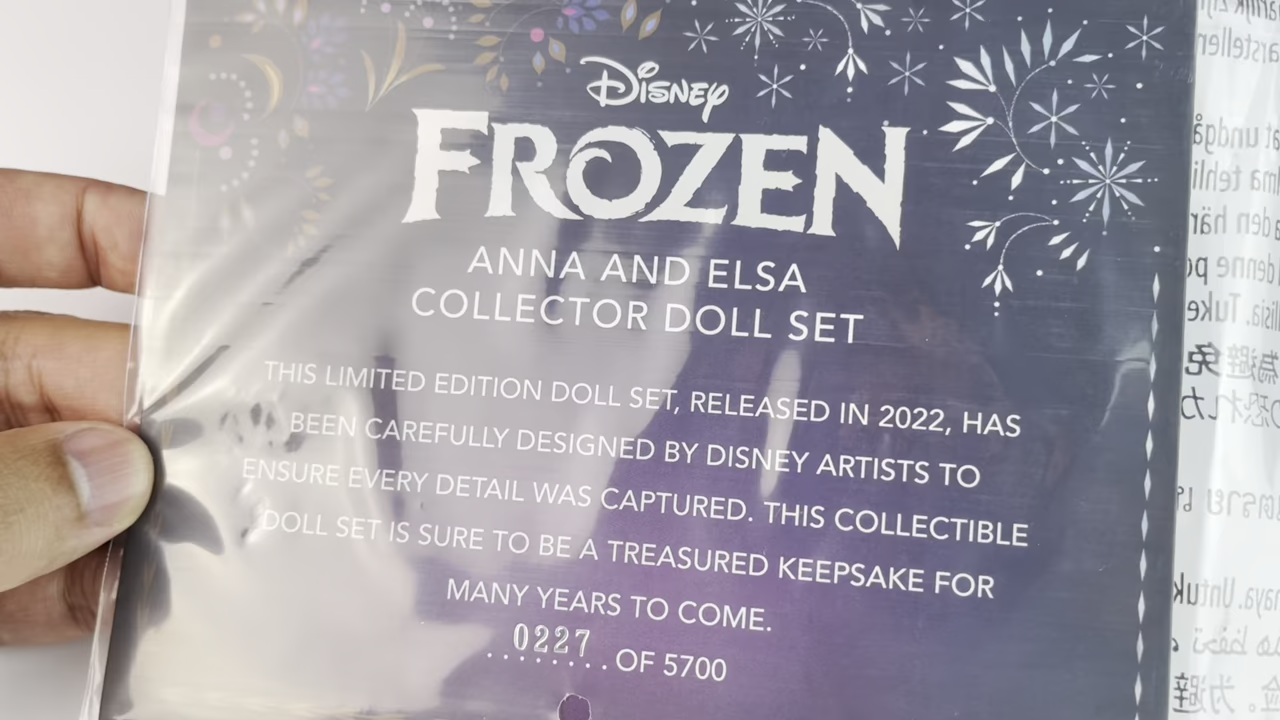 Disney
FROZEN
ANNA AND ELSA
COLLECTOR DOLL SET
THIS LIMITED EDITION DOLL SET, RELEASED IN 2022, HAS
BEEN CAREFULLY DESIGNED BY DISNEY ARTISTS TO
ENSURE EVERY DETAIL WAS CAPTURED. THIS COLLECTIBLE
DOLL SET IS SURE TO BE A TREASURED KEEPSAKE FOR
MANY YEARS TO COME.
0227 OF 5700